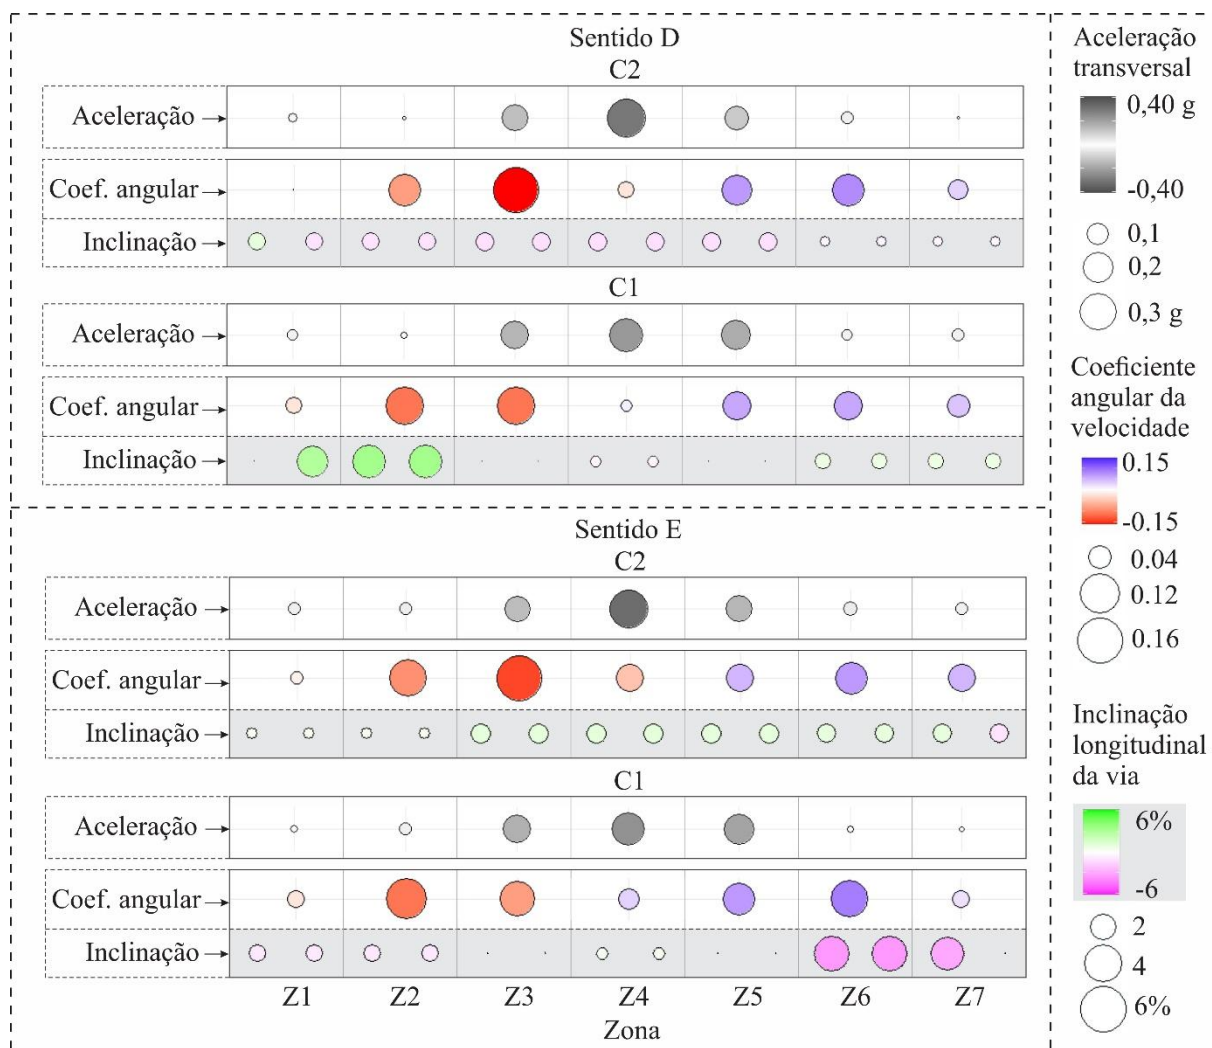 Sentido D
C2
Aceleração
Coef. angular
Inclinação
C1
Aceleração
Coef. angular
Inclinação
Sentido E
C2
Aceleração
Coef. angular
Inclinação
C1
Aceleração
Coef. angular
Inclinação
Z1 Z2 Z3 Z4 Z5 Z6 Z7
Zona
Aceleração
transversal
0,40 g
-0,40
0,1
0,2
0,3 g
Coeficiente
angular da
velocidade
0.15
-0.15
0.04
0.12
0.16
Inclinação
longitudinal
da via
6%
-6
2
4
6%